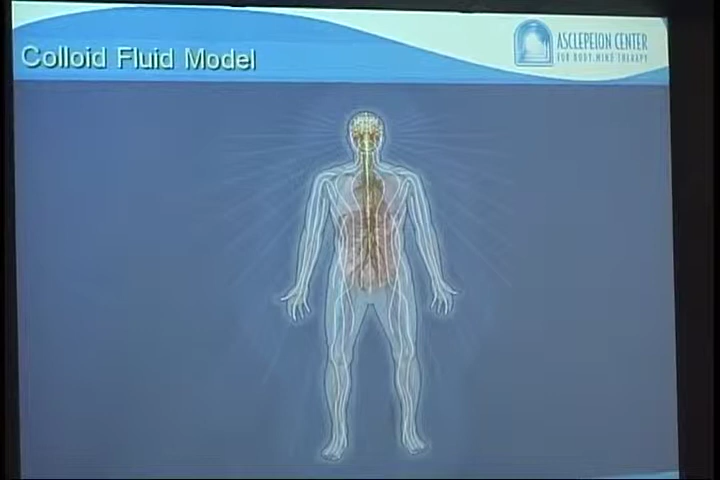 Colloid Fluid Model
ASCLEPEION CENTER
FOR BODY-MIND THERAPY